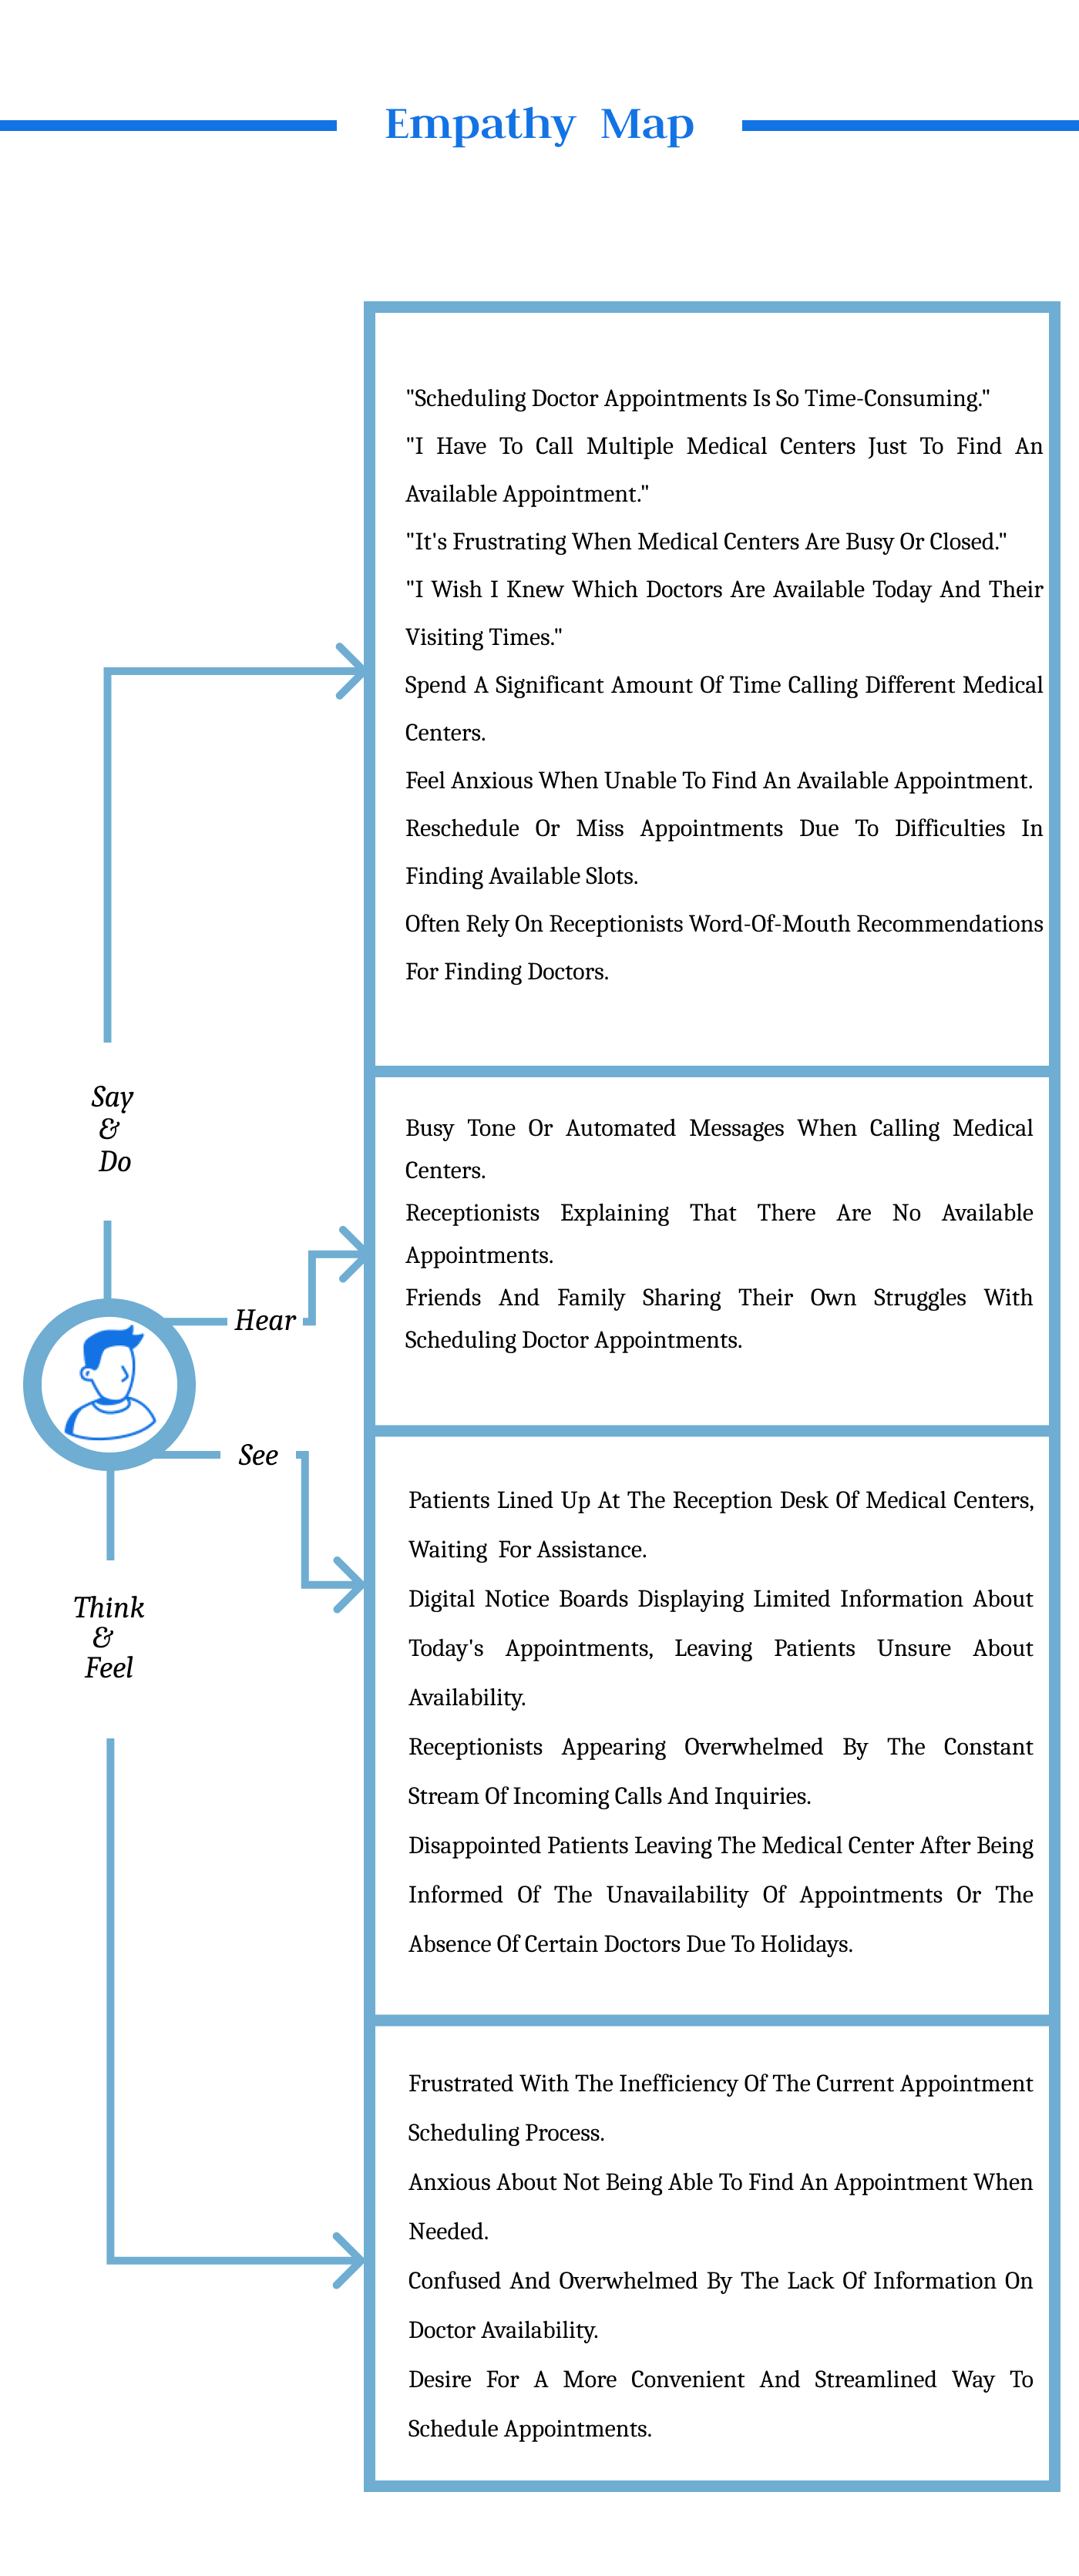 Empathy Map
"Scheduling Doctor Appointments Is So Time-Consuming."
"I Have To Call Multiple Medical Centers Just To Find An
Available Appointment."
"It's Frustrating When Medical Centers Are Busy Or Closed."
"I Wish I Knew Which Doctors Are Available Today And Their
Visiting Times."
Spend A Significant Amount Of Time Calling Different Medical
Centers.
Feel Anxious When Unable To Find An Available Appointment.
Reschedule Or Miss Appointments Due To Difficulties In
Finding Available Slots.
Often Rely On Receptionists Word-Of-Mouth Recommendations
For Finding Doctors.
Say
&
Do
Busy Tone Or Automated Messages When Calling Medical
Centers.
Receptionists Explaining That There Are No Available
Appointments.
Friends And Family Sharing Their Own Struggles With
Scheduling Doctor Appointments.
Hear
See
Patients Lined Up At The Reception Desk Of Medical Centers,
Waiting For Assistance.
Digital Notice Boards Displaying Limited Information About
Today's Appointments, Leaving Patients Unsure About
Availability.
Receptionists Appearing Overwhelmed By The Constant
Stream Of Incoming Calls And Inquiries.
Disappointed Patients Leaving The Medical Center After Being
Informed Of The Unavailability Of Appointments Or The
Absence Of Certain Doctors Due To Holidays.
Think
&
Feel
Frustrated With The Inefficiency Of The Current Appointment
Scheduling Process.
Anxious About Not Being Able To Find An Appointment When
Needed.
Confused And Overwhelmed By The Lack Of Information On
Doctor Availability.
Desire For A More Convenient And Streamlined Way To
Schedule Appointments.